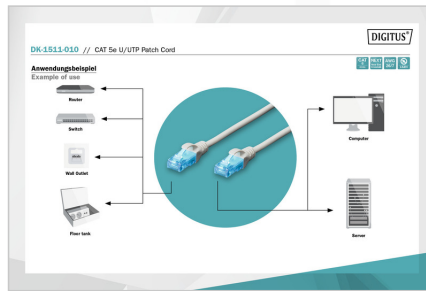 DIGITUS®
DK-1511-010 // CAT 5e U/UTP Patch Cord
Anwendungsbeispiel
Example of use
Router
Switch
Wall Outlet
Floor tank
Computer
Server